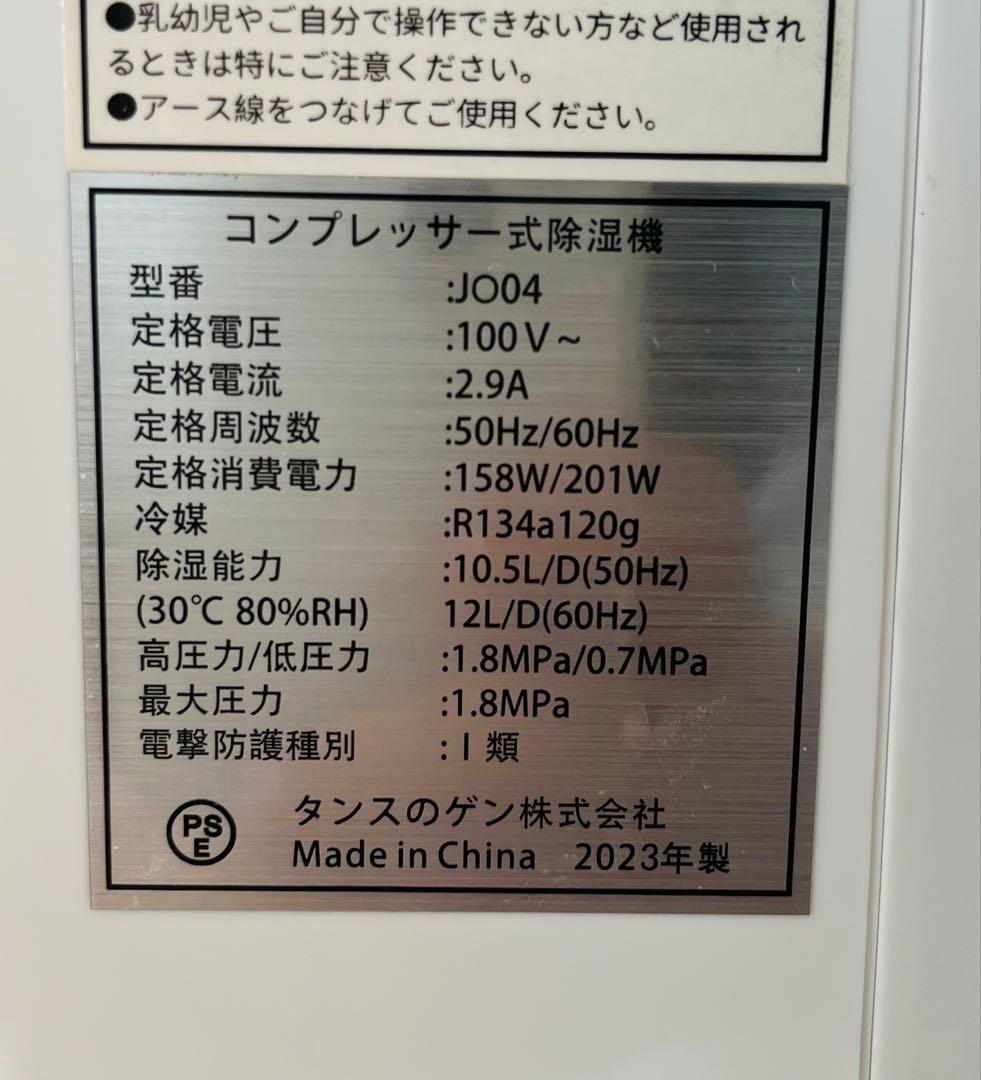 ●乳幼児やご自分で操作できない方など使用され
るときは特にご注意ください。
●アース線をつなげてご使用ください。
コンプレッサー式除湿機
型番 :JO04
定格電圧 :100V~
定格電流 :2.9A
定格周波数 :50Hz/60Hz
定格消費電力 :158W/201W
冷媒 :R134a120g
除湿能力 :10.5L/D(50Hz)
(30℃ 80%RH) 12L/D(60Hz)
高圧力/低圧力 :1.8MPa/0.7MPa
最大圧力 :1.8MPa
電撃防護種別 :I類
PSE タンスのゲン株式会社
Made in China 2023年製